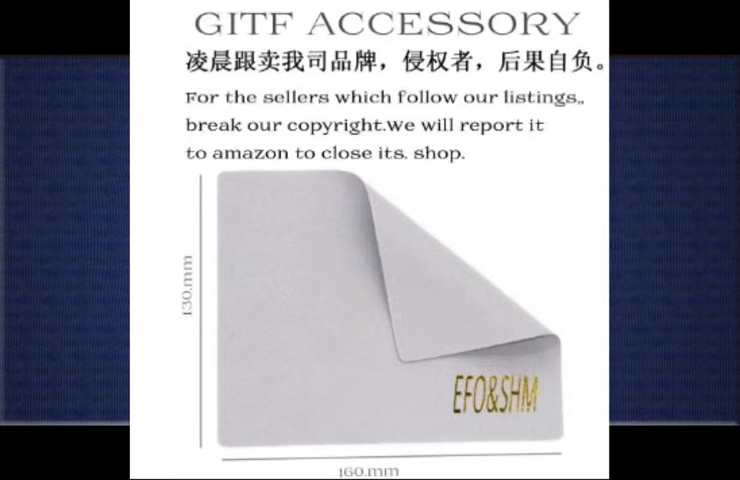 GITF ACCESSORY
凌晨跟卖我司品牌，侵权者，后果自负。
For the sellers which follow our listings,,
break our copyright.We will report it
to amazon to close its. shop.
130.mm
EFO&SHM
160.mm